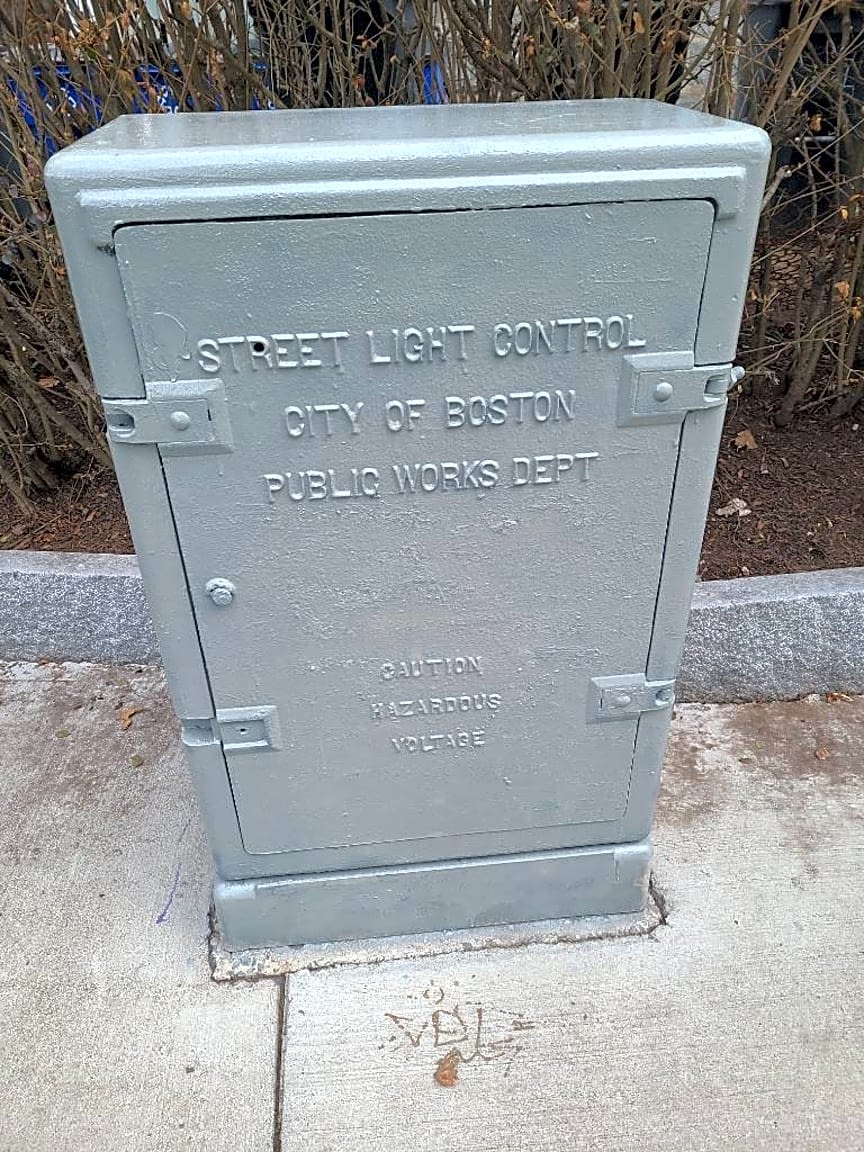 STREET LIGHT CONTROL
CITY OF BOSTON
PUBLIC WORKS DEPT
CAUTION
HAZARDOUS
VOLTAGE